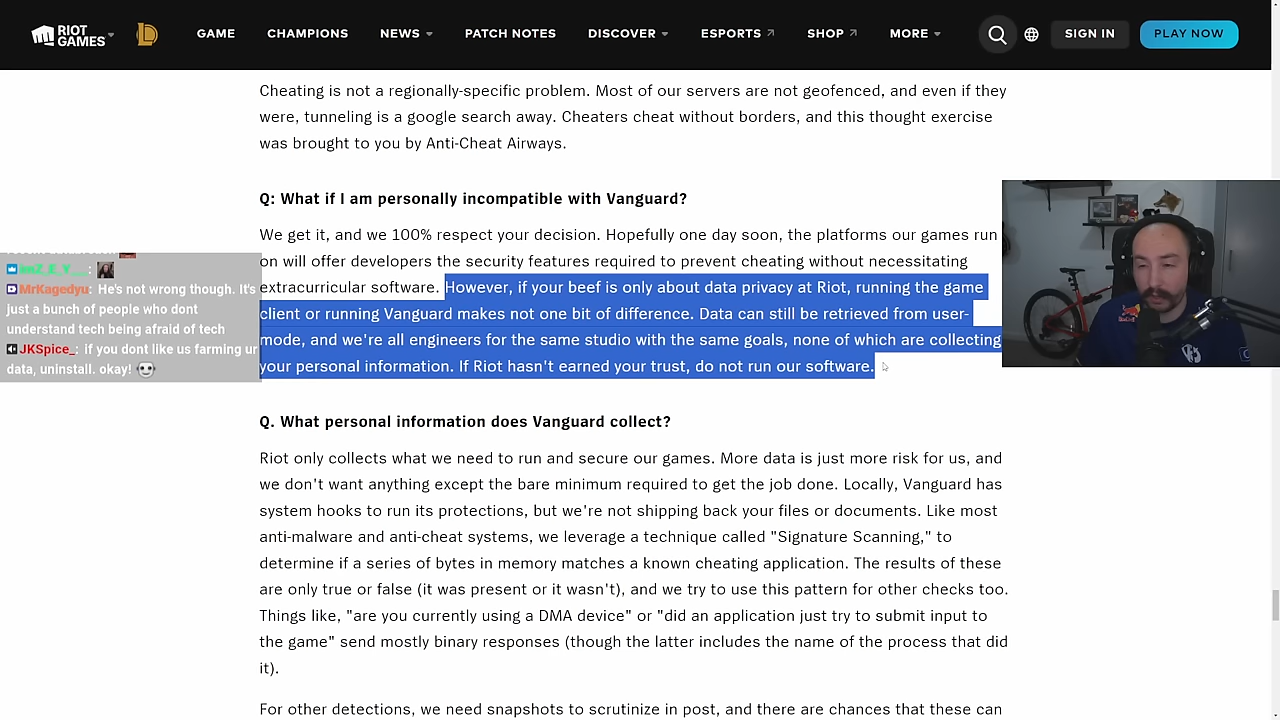 RIOT GAMES
GAME
CHAMPIONS
NEWS
PATCH NOTES
DISCOVER
ESPORTS
SHOP
MORE
SIGN IN
PLAY NOW
Cheating is not a regionally-specific problem. Most of our servers are not geofenced, and even if they
were, tunneling is a google search away. Cheaters cheat without borders, and this thought exercise
was brought to you by Anti-Cheat Airways.
Q: What if I am personally incompatible with Vanguard?
We get it, and we 100% respect your decision. Hopefully one day soon, the platforms our games run
on will offer developers the security features required to prevent cheating without necessitating
extracurricular software. However, if your beef is only about data privacy at Riot, running the game
client or running Vanguard makes not one bit of difference. Data can still be retrieved from user-
mode, and we're all engineers for the same studio with the same goals, none of which are collecting
your personal information. If Riot hasn't earned your trust, do not run our software.
MrKagedyu: He's not wrong though. It's
just a bunch of people who dont
understand tech being afraid of tech
JKSpice_: If you dont like us farming ur
data, uninstall. okay!
Q. What personal information does Vanguard collect?
Riot only collects what we need to run and secure our games. More data is just more risk for us, and
we don't want anything except the bare minimum required to get the job done. Locally, Vanguard has
system hooks to run its protections, but we're not shipping back your files or documents. Like most
anti-malware and anti-cheat systems, we leverage a technique called "Signature Scanning," to
determine if a series of bytes in memory matches a known cheating application. The results of these
are only true or false (it was present or it wasn't), and we try to use this pattern for other checks too.
Things like, "are you currently using a DMA device" or "did an application just try to submit input to
the game" send mostly binary responses (though the latter includes the name of the process that did
it).
For other detections, we need snapshots to scrutinize in post, and there are chances that these can